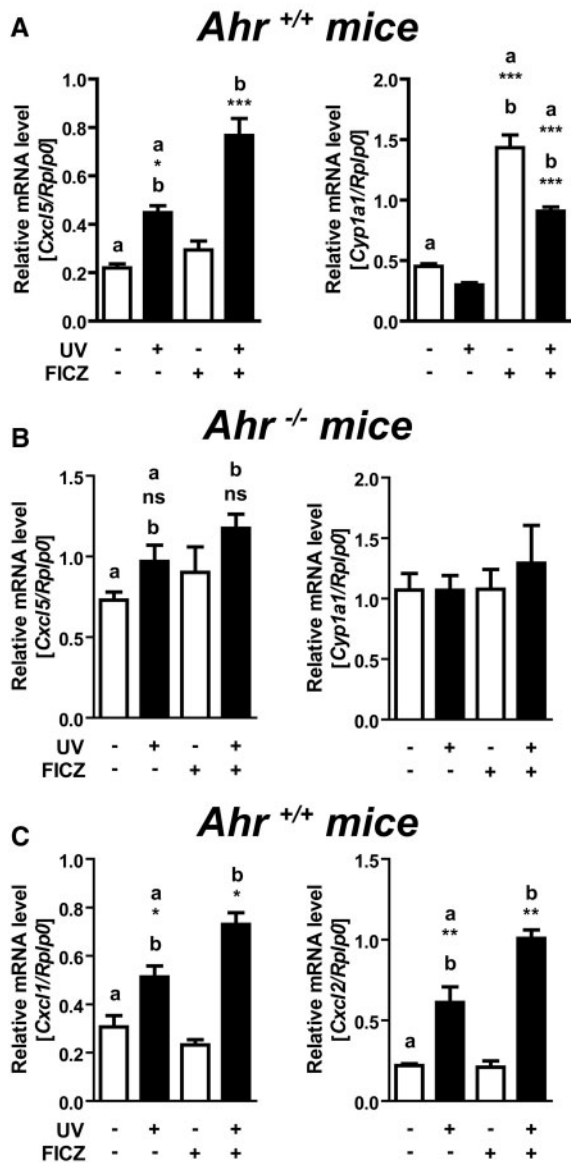 A
Ahr +/+ mice
Relative mRNA level
[Cxcl5/Rplp0]
1.0
0.8
0.6
0.4
0.2
0.0
a
a
*
b
b
***
UV - + - +
FICZ - - + +
Relative mRNA level
[Cyp1a1/Rplp0]
2.0
1.5
1.0
0.5
0.0
a
a
***
b
a
***
b
***
- + - +
- - + +
B
Ahr -/- mice
Relative mRNA level
[Cxcl5/Rplp0]
1.5
1.0
0.5
0.0
a
a
ns
b
b
ns
UV - + - +
FICZ - - + +
Relative mRNA level
[Cyp1a1/Rplp0]
2.0
1.5
1.0
0.5
0.0
- + - +
- - + +
C
Ahr +/+ mice
Relative mRNA level
[Cxcl1/Rplp0]
1.0
0.8
0.6
0.4
0.2
0.0
a
a
*
b
b
*
UV - + - +
FICZ - - + +
Relative mRNA level
[Cxcl2/Rplp0]
1.5
1.0
0.5
0.0
a
a
**
b
b
**
- + - +
- - + +